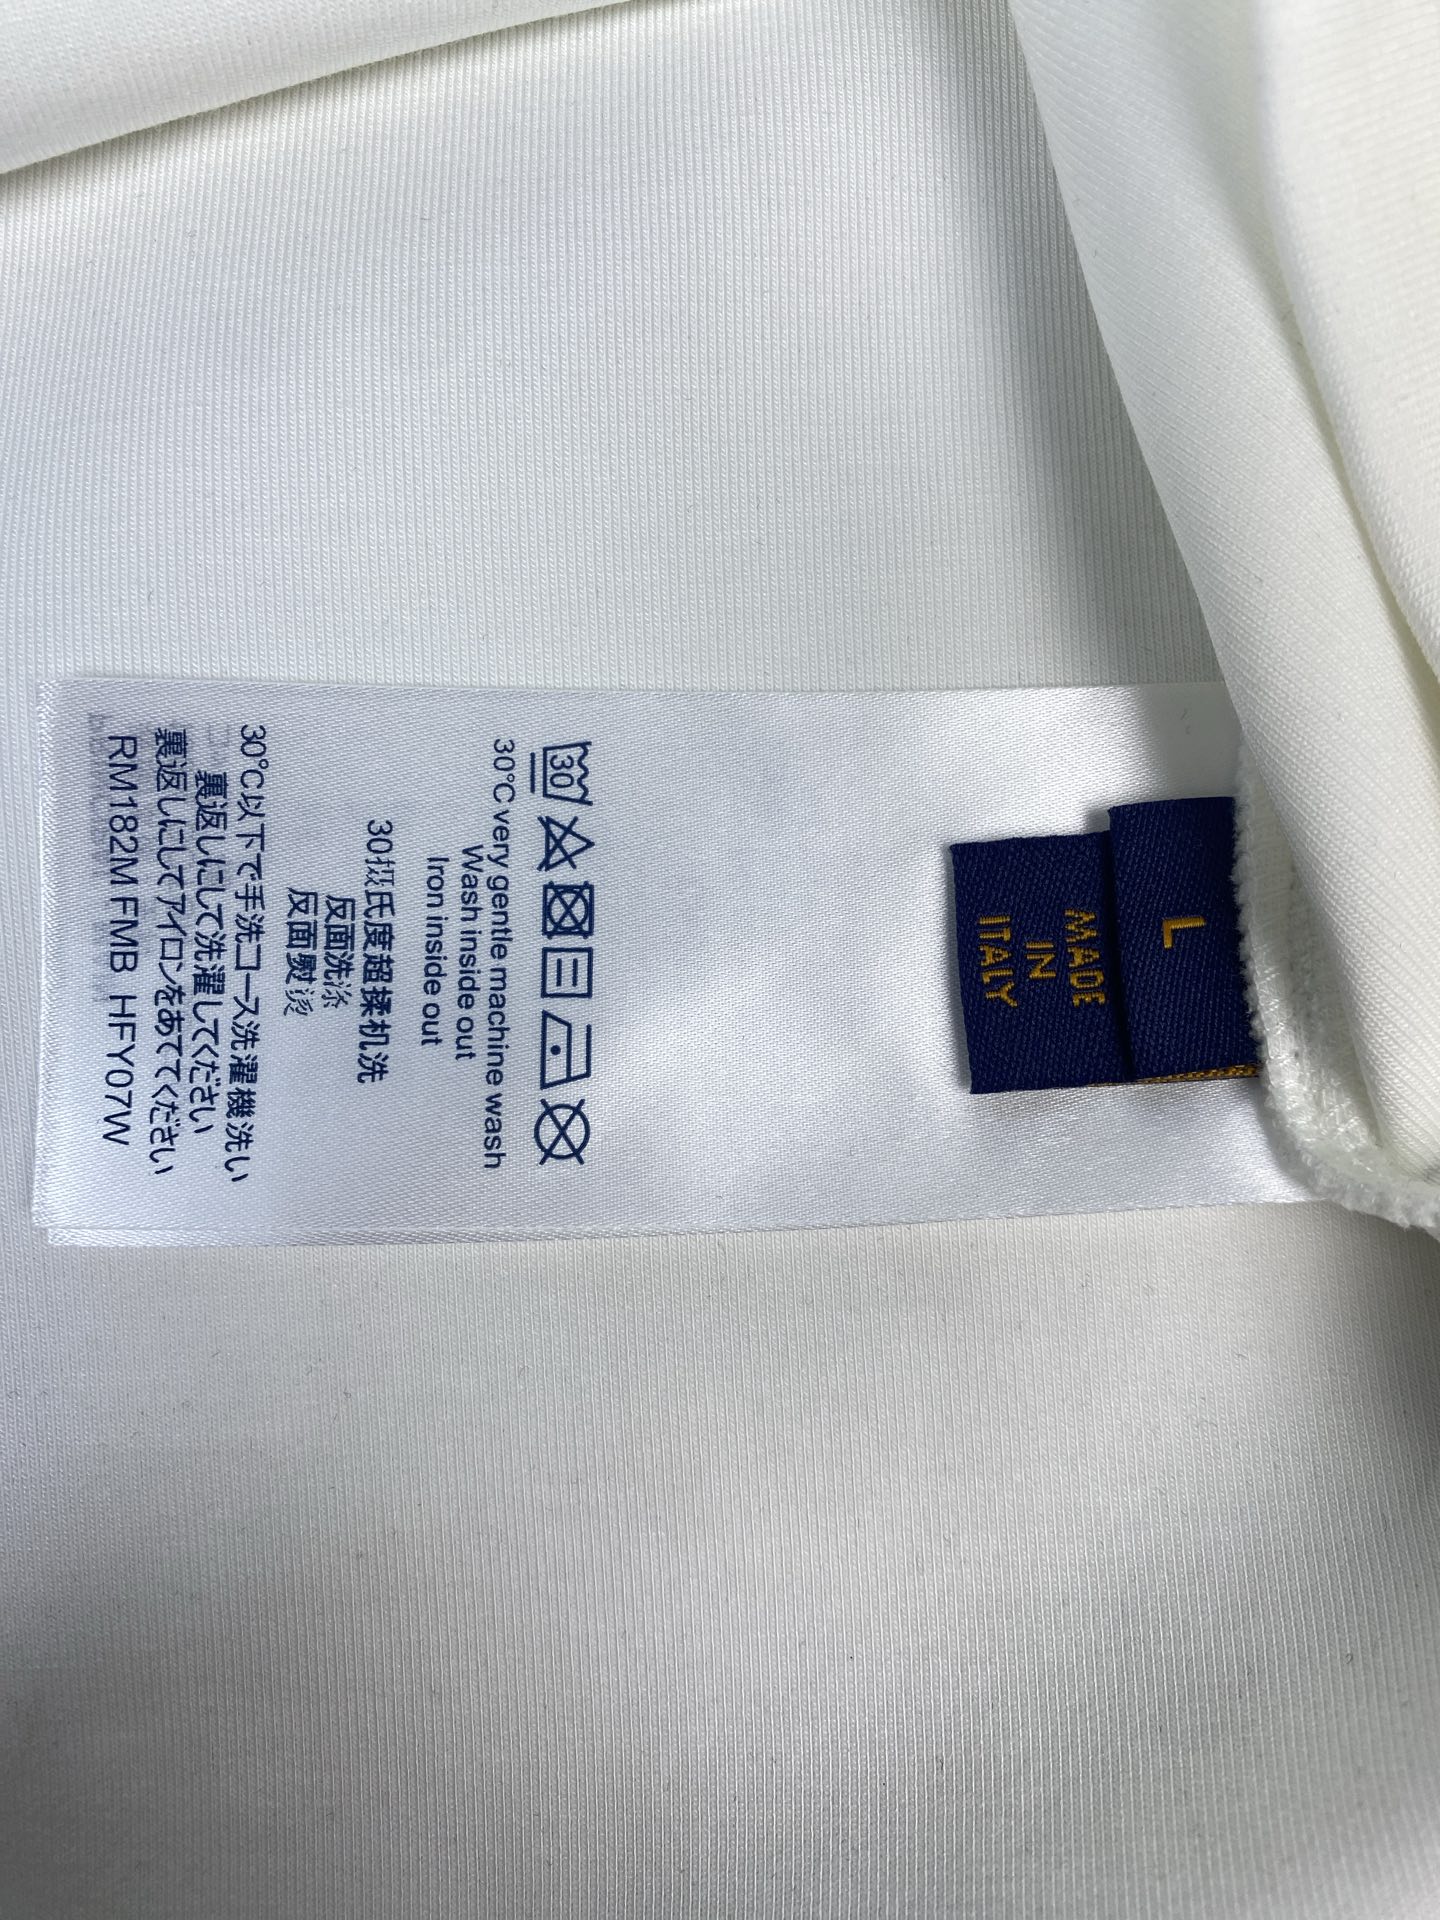 L
MADE
IN
ITALY
30
30°C very gentle machine wash
Wash inside out
Iron inside out
30摄氏度超揉机洗
反面洗涤
反面熨烫
30°C以下で手洗コース洗濯機洗い
裏返しにして洗濯してください
裏返しにしてアイロンをあててください
RM182M FMB HFY07W